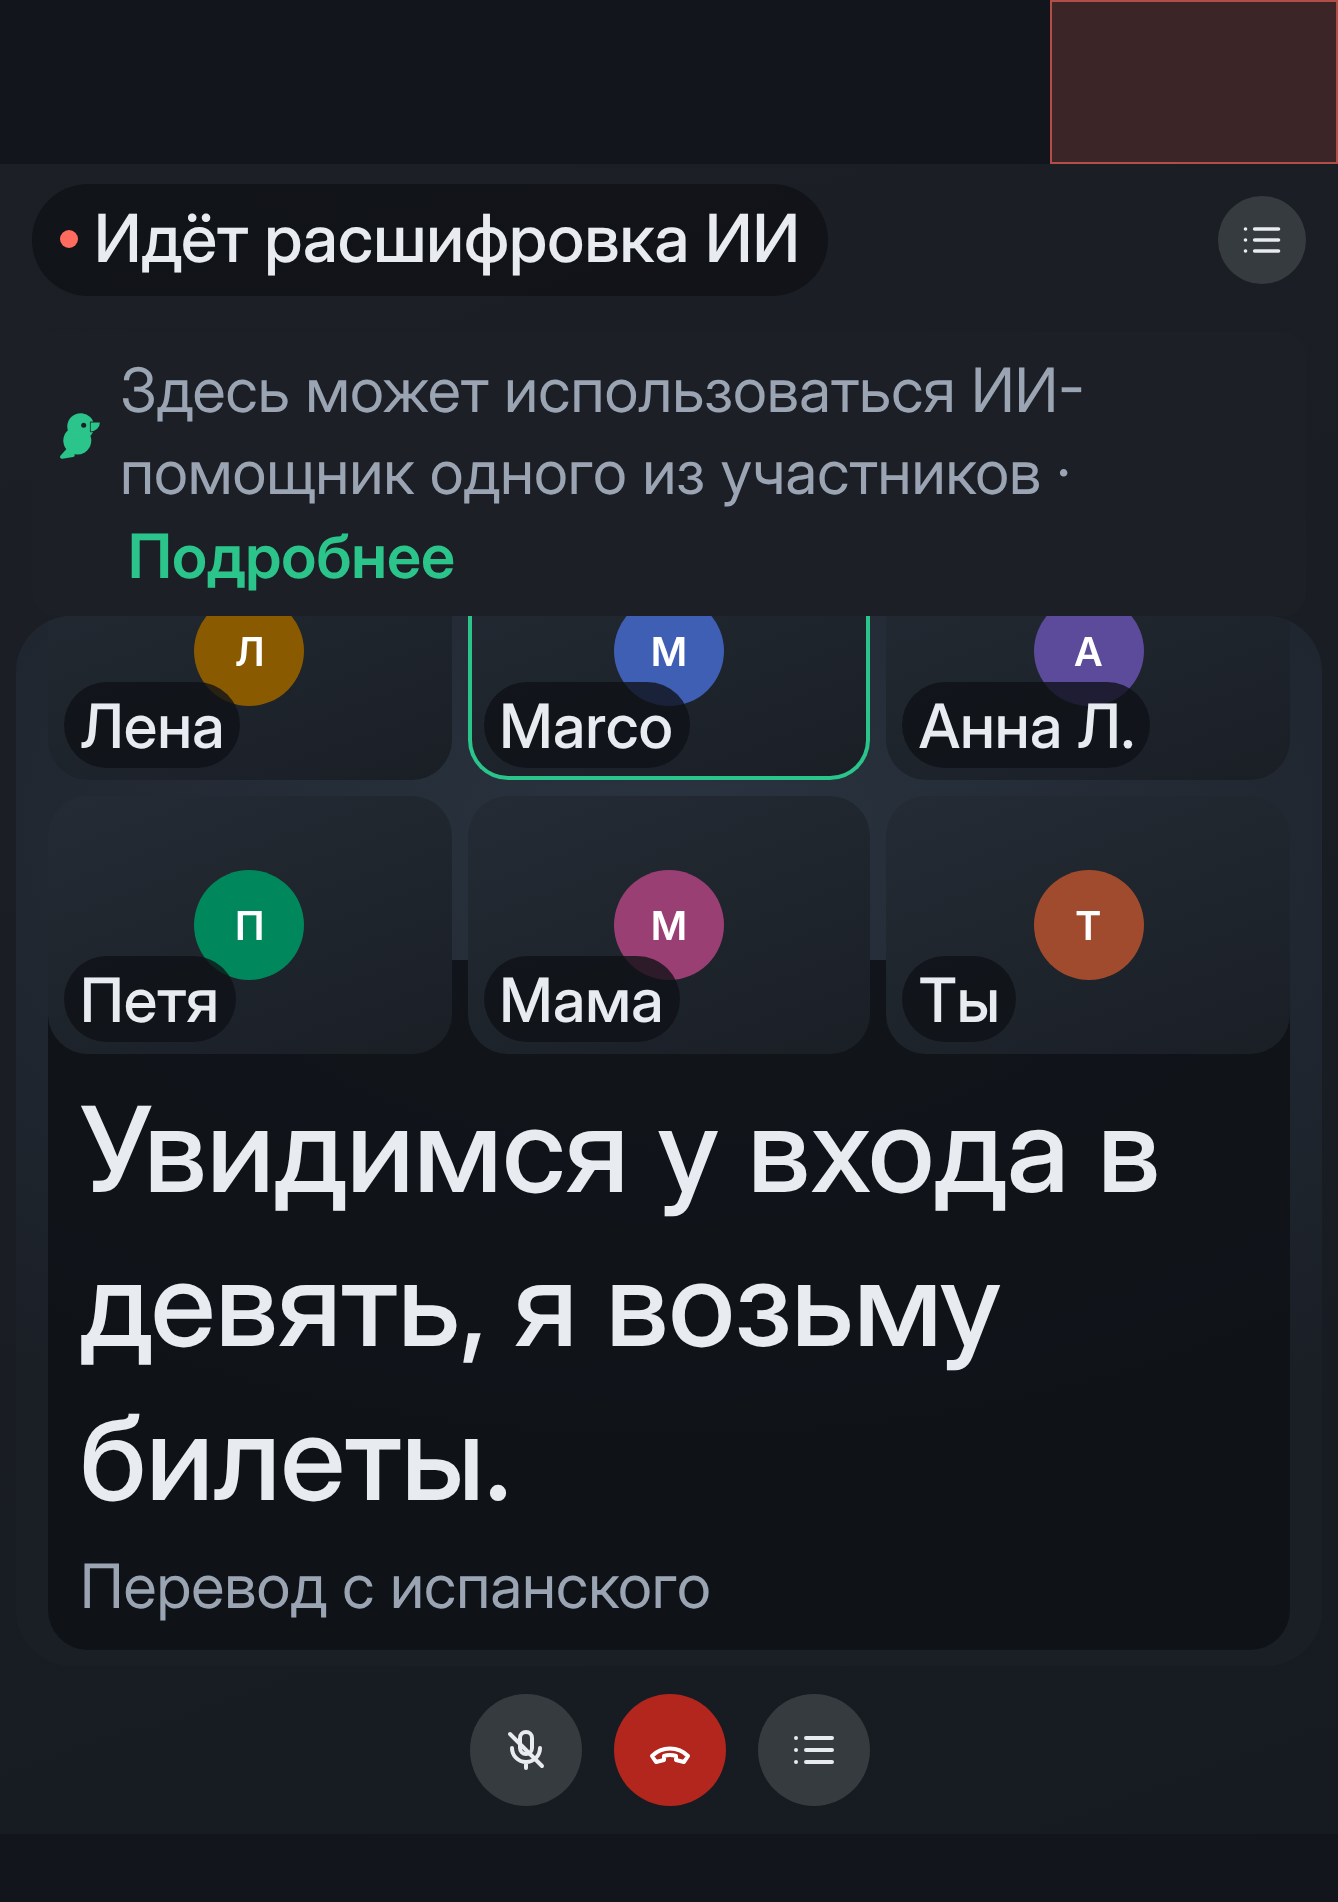 Идёт расшифровка ИИ
Здесь может использоваться ИИ-
помощник одного из участников ·
Подробнее
Л
М
А
Лена
Marco
Анна Л.
П
М
Т
Петя
Мама
Ты
Увидимся у входа в
девять, я возьму
билеты.
Перевод с испанского